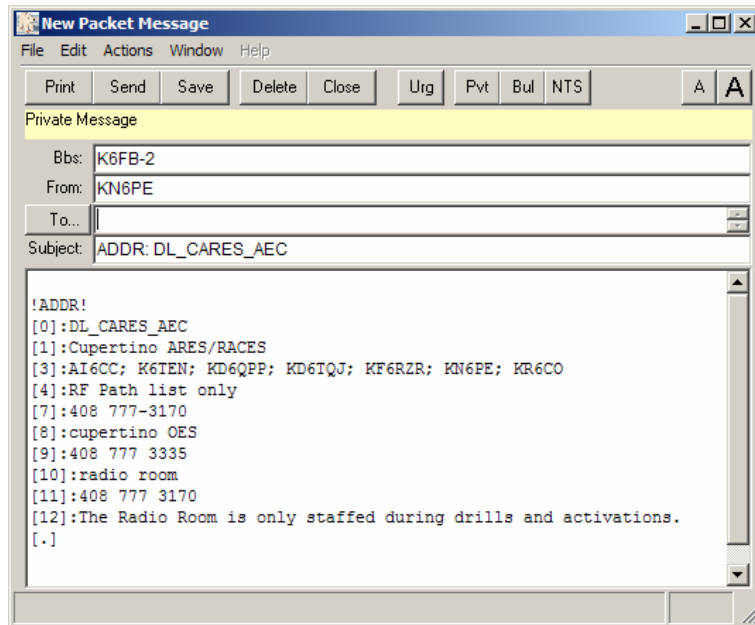 New Packet Message
File Edit Actions Window Help
Print Send Save Delete Close Urg Pvt Bul NTS A A
Private Message
Bbs: K6FB-2
From: KN6PE
To...
Subject: ADDR: DL_CARES_AEC
!ADDR!
[0]:DL_CARES_AEC
[1]:Cupertino ARES/RACES
[3]:AI6CC; K6TEN; KD6QPP; KD6TQJ; KF6RZR; KN6PE; KR6CO
[4]:RF Path list only
[7]:408 777-3170
[8]:cupertino OES
[9]:408 777 3335
[10]:radio room
[11]:408 777 3170
[12]:The Radio Room is only staffed during drills and activations.
[.]